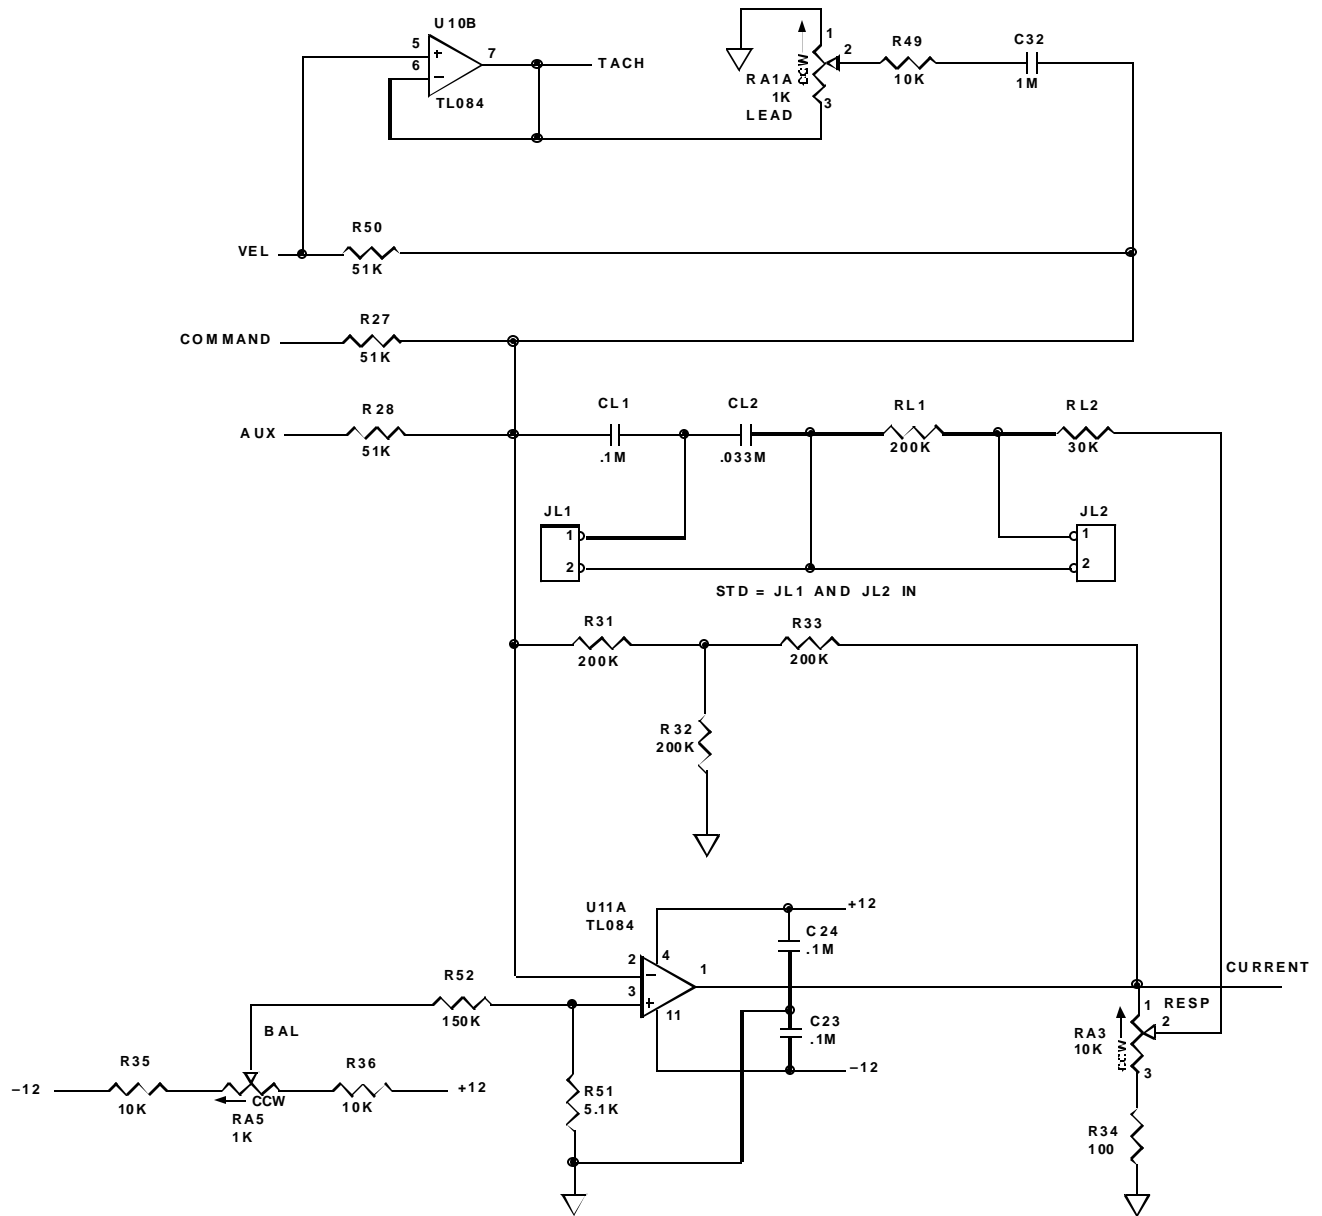 U10B
5
6
+
−
7
TACH
TL084
1
2
RA1A
1K
LEAD
CCW
3
R49
10K
C32
1M
R50
VEL
51K
R27
COMMAND
51K
R28
AUX
51K
CL1
.1M
CL2
.033M
RL1
200K
RL2
30K
JL1
1
2
JL2
1
2
STD = JL1 AND JL2 IN
R31
200K
R33
200K
R32
200K
U11A
TL084
+12
C24
.1M
2
4
1
−
3
+
11
C23
.1M
−12
CURRENT
R52
150K
BAL
R35
−12
10K
CCW
RA5
1K
R36
10K
+12
R51
5.1K
1
RESP
2
RA3
10K
CCW
3
R34
100